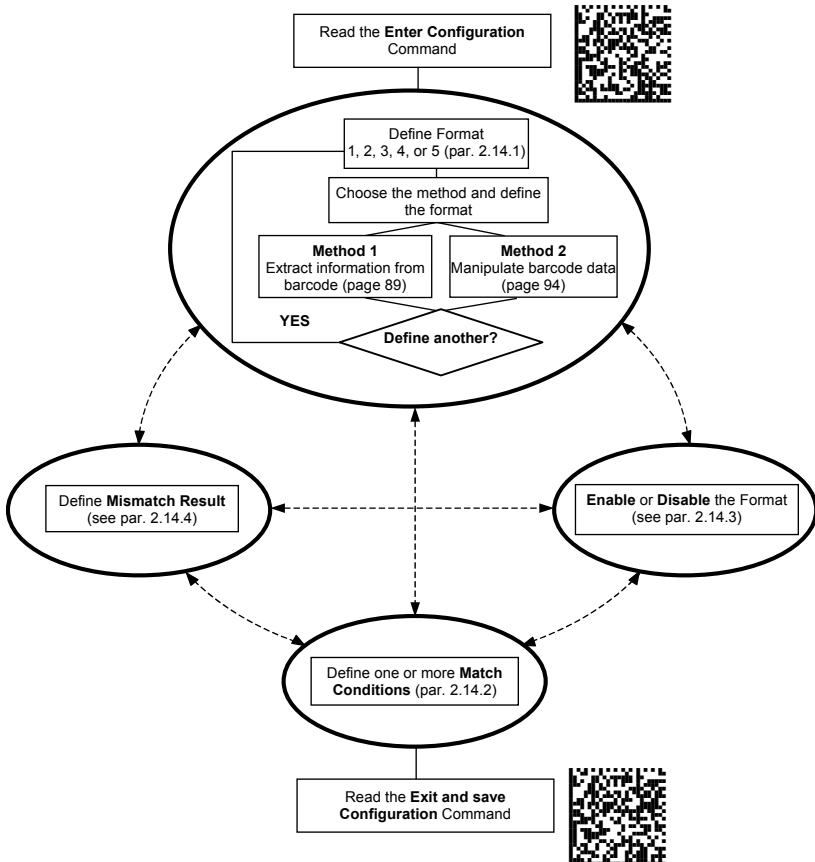 Read the Enter Configuration
Command
Define Format
1, 2, 3, 4, or 5 (par. 2.14.1)
Choose the method and define
the format
Method 1
Extract information from
barcode (page 89)
Method 2
Manipulate barcode data
(page 94)
YES
Define another?
Define Mismatch Result
(see par. 2.14.4)
Enable or Disable the Format
(see par. 2.14.3)
Define one or more Match
Conditions (par. 2.14.2)
Read the Exit and save
Configuration Command